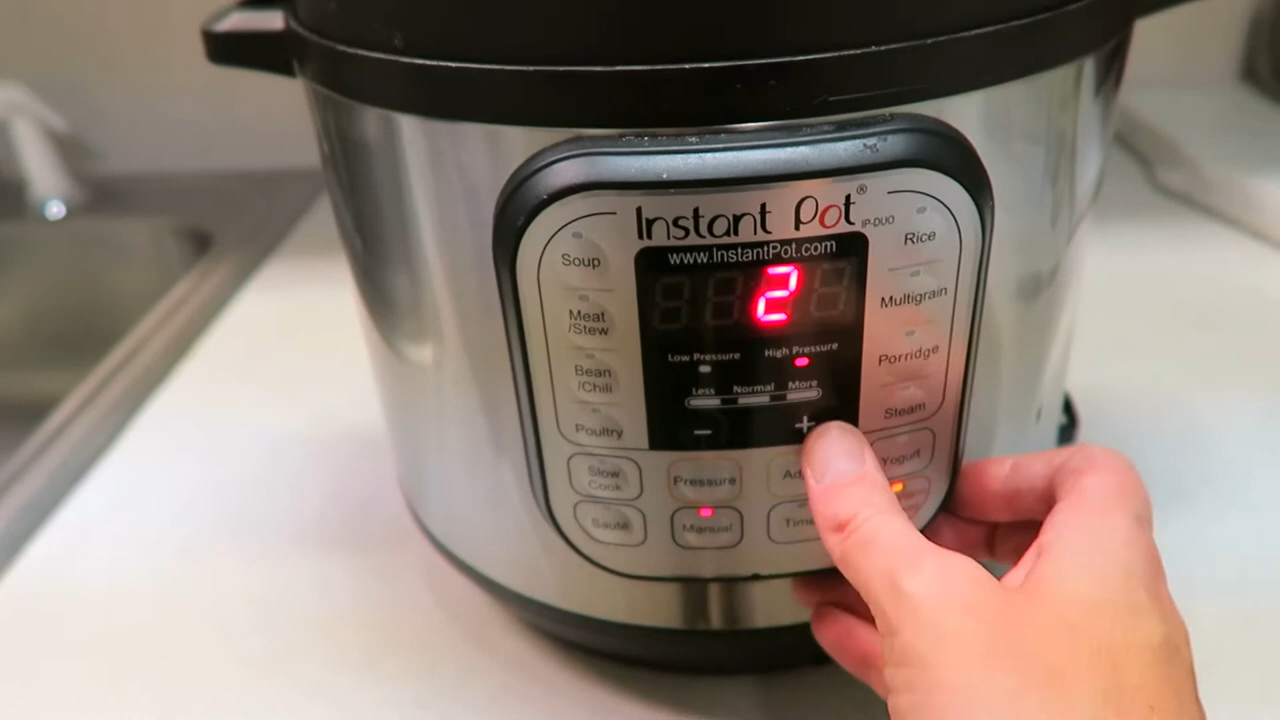 Instant Pot®
IP-DUO
www.InstantPot.com
2
Low Pressure
High Pressure
Less
Normal
More
−
+
Soup
Meat
/Stew
Bean
/Chili
Poultry
Slow
Cook
Sauté
Pressure
Manual
Rice
Multigrain
Porridge
Steam
Yogurt